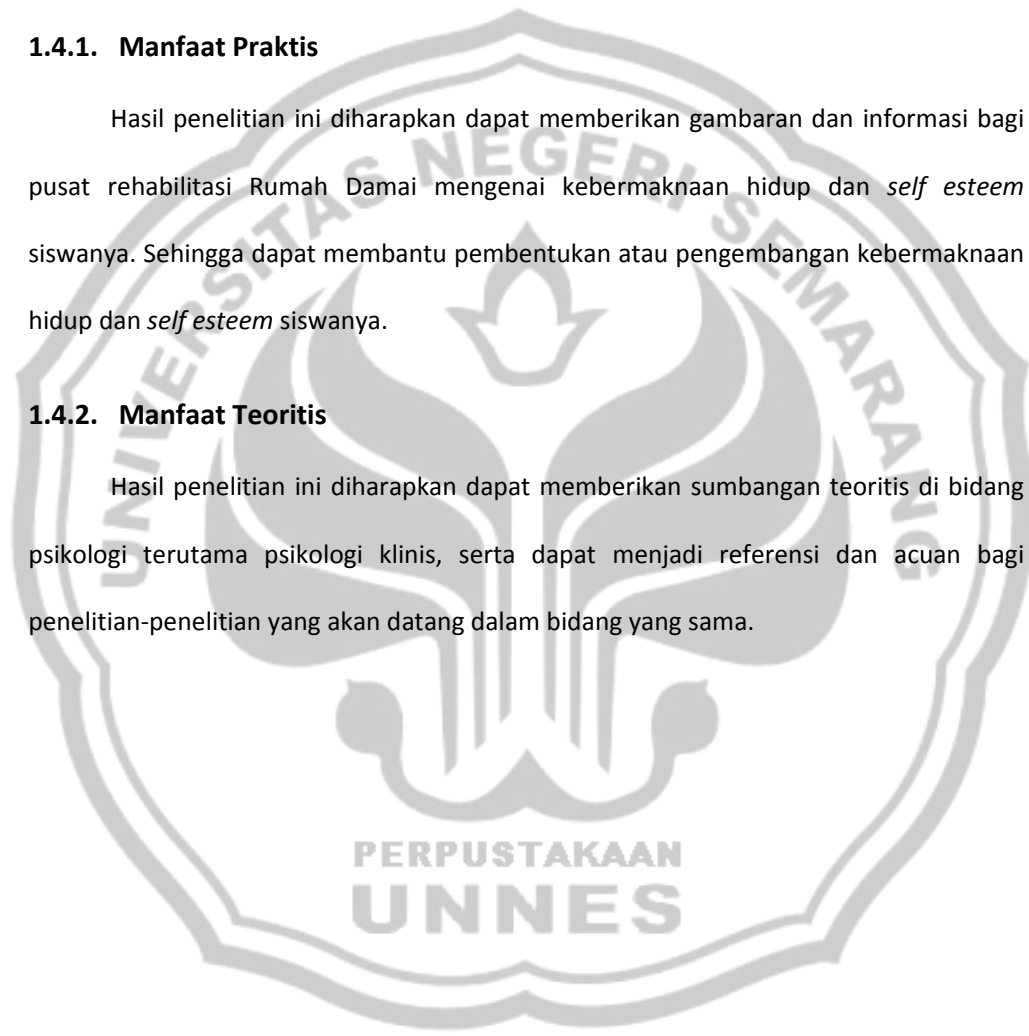 1.4.1. Manfaat Praktis
Hasil penelitian ini diharapkan dapat memberikan gambaran dan informasi bagi
pusat rehabilitasi Rumah Damai mengenai kebermaknaan hidup dan self esteem
siswanya. Sehingga dapat membantu pembentukan atau pengembangan kebermaknaan
hidup dan self esteem siswanya.
1.4.2. Manfaat Teoritis
Hasil penelitian ini diharapkan dapat memberikan sumbangan teoritis di bidang
psikologi terutama psikologi klinis, serta dapat menjadi referensi dan acuan bagi
penelitian-penelitian yang akan datang dalam bidang yang sama.
UNIVERSITAS NEGERI SEMARANG
PERPUSTAKAAN
UNNES